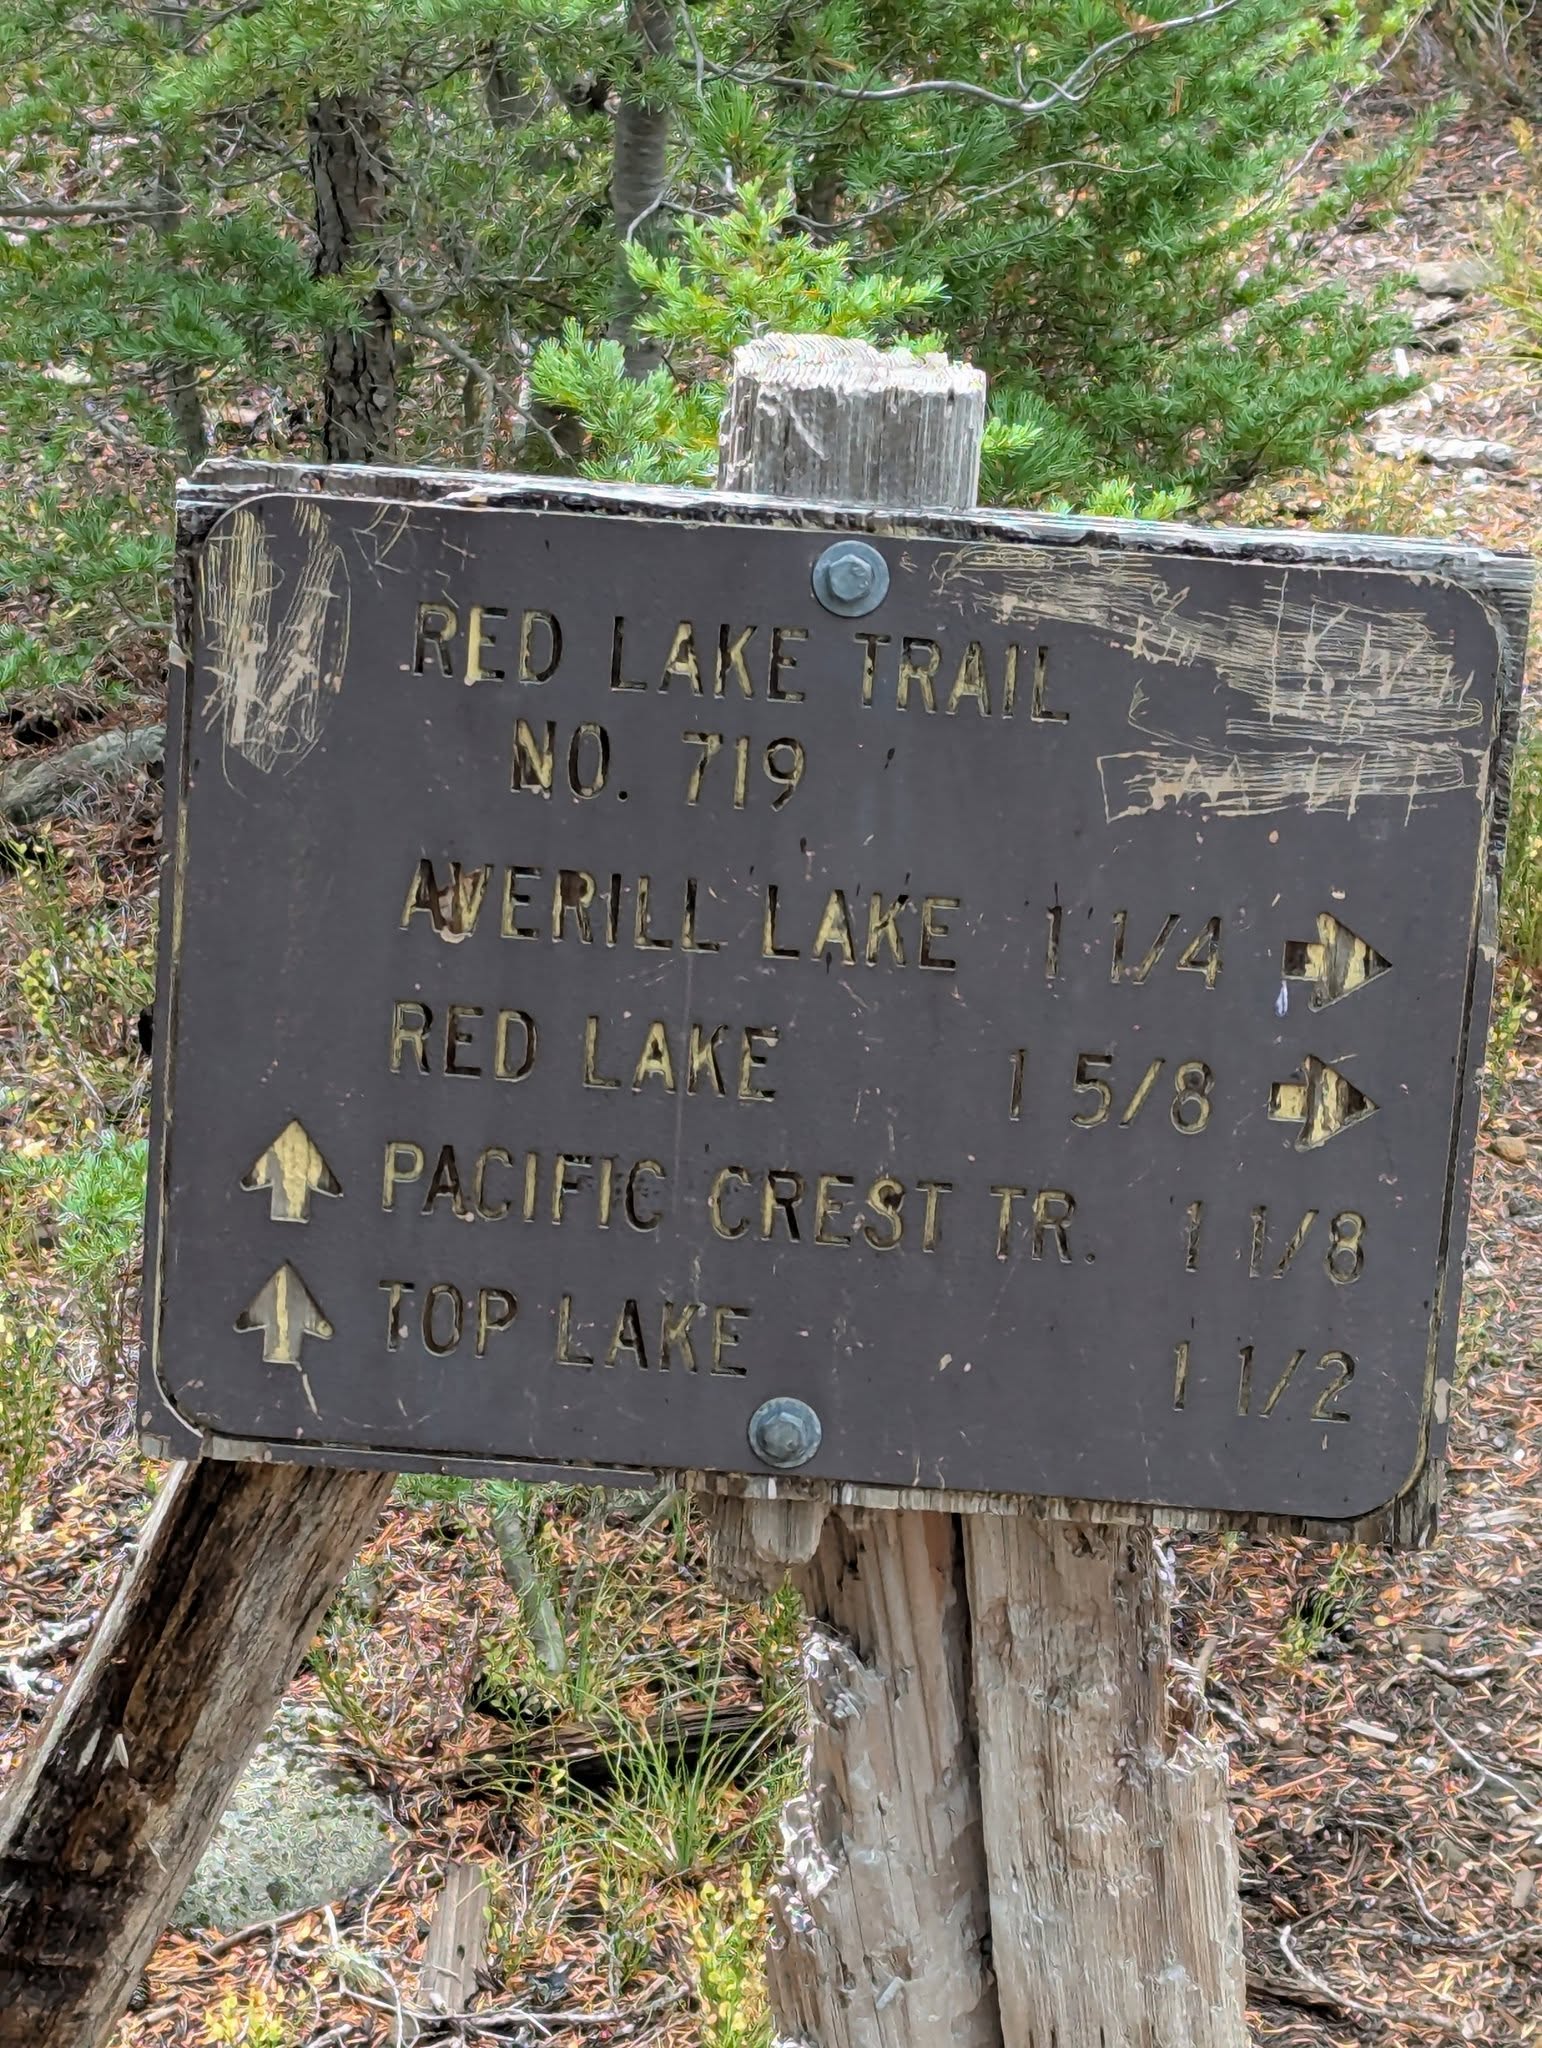 RED LAKE TRAIL
NO. 719
AVERILL LAKE 1 1/4
RED LAKE 1 5/8
PACIFIC CREST TR. 1 1/8
TOP LAKE 1 1/2